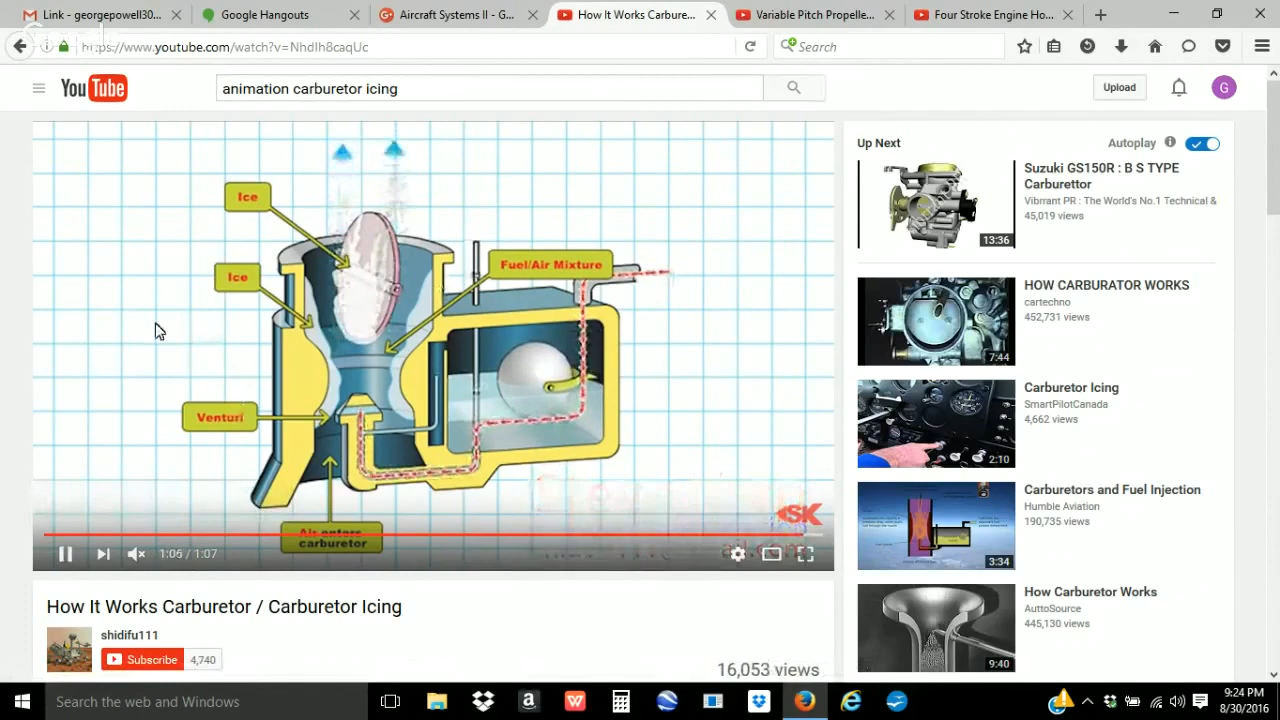 Carbon Link - georgepowell30...
Google Hangouts
Aircraft Systems II - G...
How It Works Carbure...
Variable Pitch Propelle...
Four Stroke Engine Ho...
https://www.youtube.com/watch?v=NhdIh8caqUc
Search
YouTube
animation carburetor icing
Upload
G
Ice
Ice
Fuel/Air Mixture
Venturi
Air enters
carburetor
SK
1:06 / 1:07
How It Works Carburetor / Carburetor Icing
shidifu111
Subscribe 4,740
16,053 views
Up Next
Autoplay
Suzuki GS150R : B S TYPE
Carburettor
Vibrrant PR : The World's No.1 Technical &
45,019 views
13:36
HOW CARBURATOR WORKS
cartechno
452,731 views
7:44
Carburetor Icing
SmartPilotCanada
4,662 views
2:10
Carburetors and Fuel Injection
Humble Aviation
190,735 views
3:34
How Carburetor Works
AuttoSource
445,130 views
9:40
Search the web and Windows
9:24 PM
8/30/2016